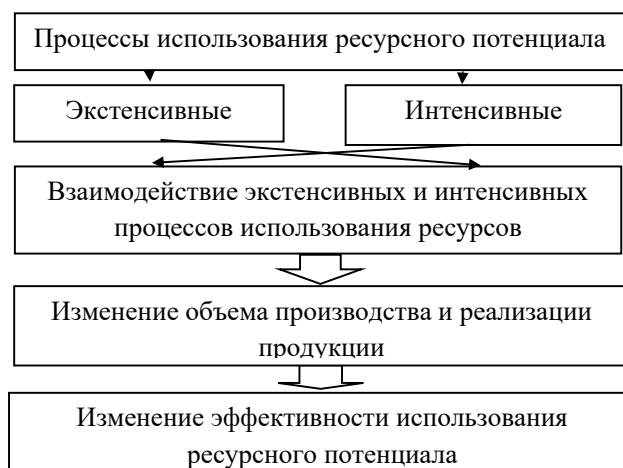 Процессы использования ресурсного потенциала
Экстенсивные
Интенсивные
Взаимодействие экстенсивных и интенсивных
процессов использования ресурсов
Изменение объема производства и реализации
продукции
Изменение эффективности использования
ресурсного потенциала